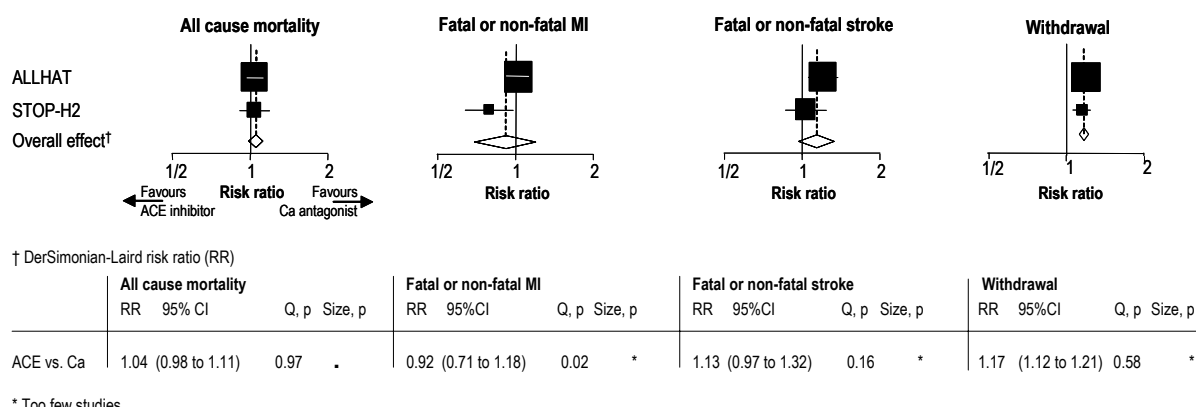 All cause mortality Fatal or non-fatal MI Fatal or non-fatal stroke Withdrawal
ALLHAT
STOP-H2
Overall effect†
1/2 1 2 1/2 1 2 1/2 1 2 1/2 1 2
Favours Risk ratio Favours Risk ratio Risk ratio Risk ratio
ACE inhibitor Ca antagonist
† DerSimonian-Laird risk ratio (RR)
All cause mortality Fatal or non-fatal MI Fatal or non-fatal stroke Withdrawal
RR 95% CI Q, p Size, p RR 95%CI Q, p Size, p RR 95%CI Q, p Size, p RR 95%CI Q, p Size, p
ACE vs. Ca 1.04 (0.98 to 1.11) 0.97 . 0.92 (0.71 to 1.18) 0.02 * 1.13 (0.97 to 1.32) 0.16 * 1.17 (1.12 to 1.21) 0.58 *
* Too few studies